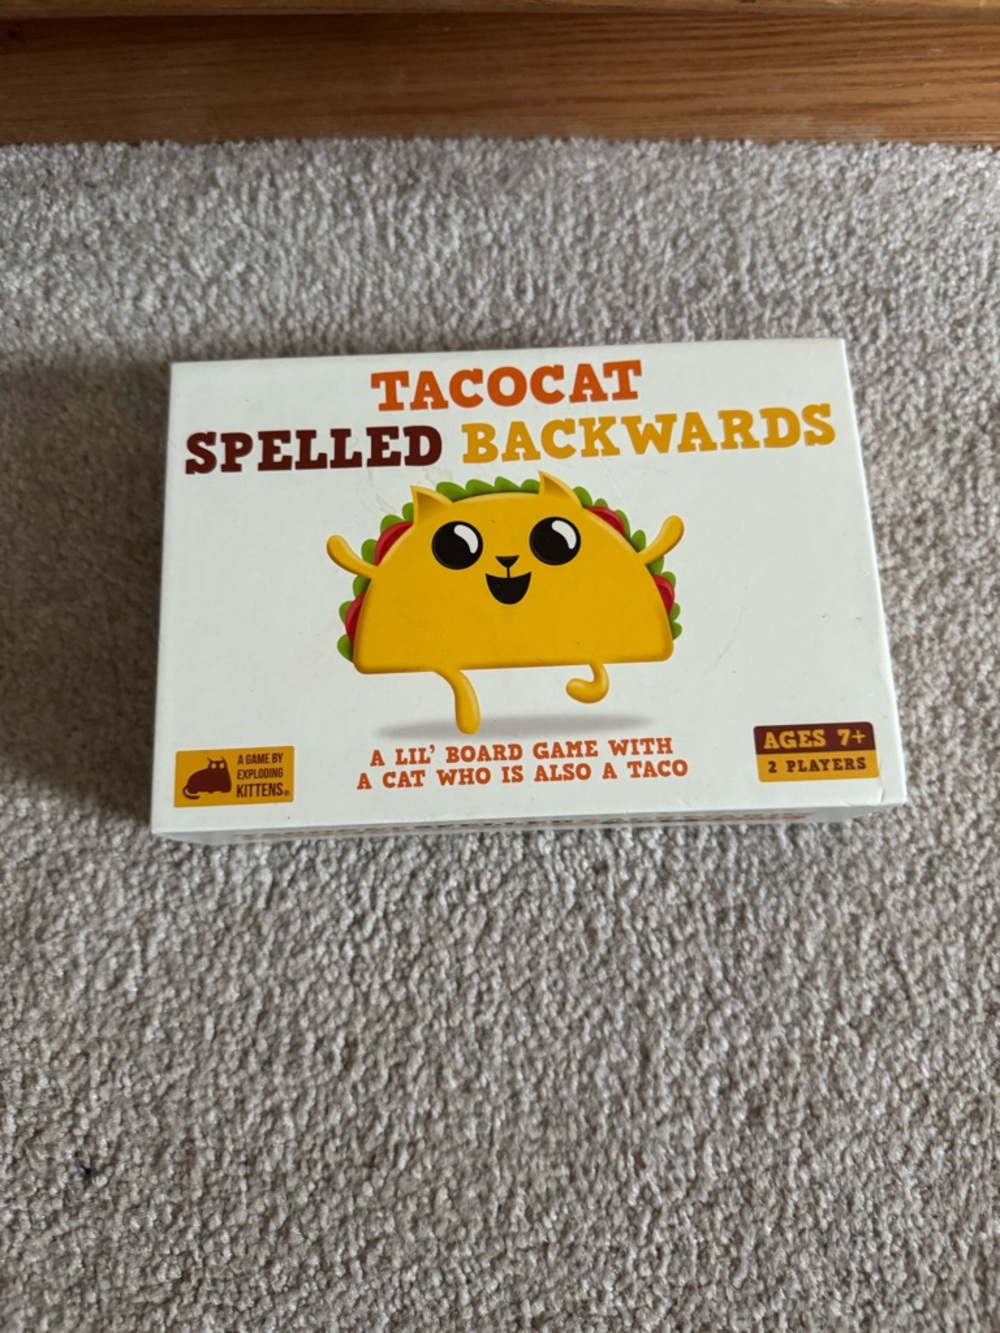 TACOCAT
SPELLED BACKWARDS
A LIL' BOARD GAME WITH
A CAT WHO IS ALSO A TACO
A GAME BY
EXPLODING
KITTENS®
AGES 7+
2 PLAYERS